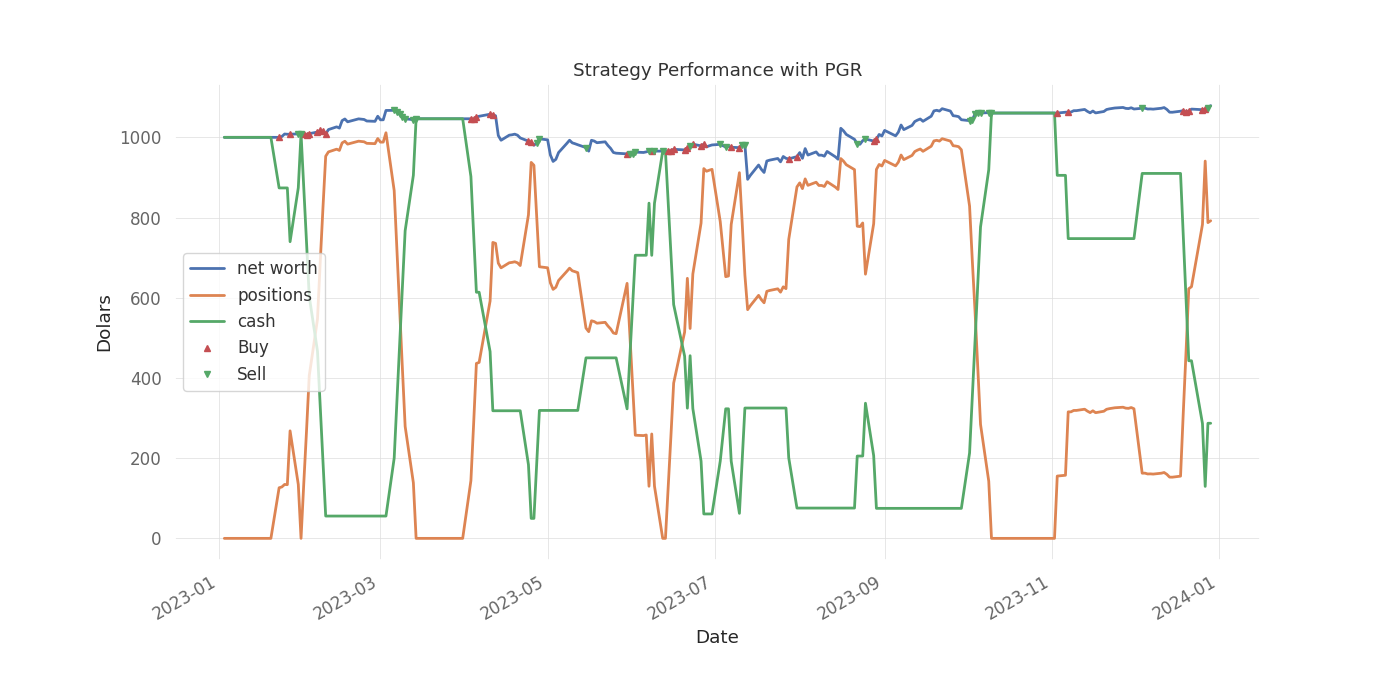 Strategy Performance with PGR
Dolars
1000
800
600
400
200
0
net worth
positions
cash
Buy
Sell
2023-01
2023-03
2023-05
2023-07
2023-09
2023-11
2024-01
Date